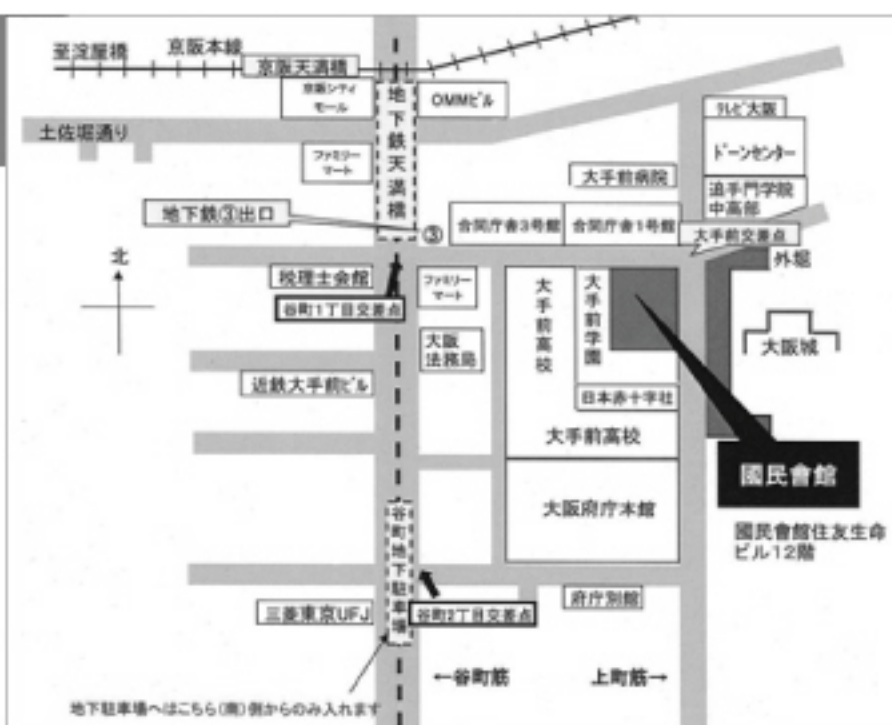 至淀屋橋
京阪本線
京阪天満橋
京阪シティ
モール
地下鉄天満橋
OMMビル
土佐堀通り
ファミリー
マート
テレビ大阪
ドーンセンター
大手前病院
追手門学院
中高部
地下鉄③出口
③
合同庁舎3号館
合同庁舎1号館
大手前交差点
北
税理士会館
ファミリー
マート
谷町1丁目交差点
大手前高校
大手前学園
外堀
大阪城
大阪
法務局
近鉄大手前ビル
日本赤十字社
大手前高校
國民會館
大阪府庁本館
國民會館住友生命
ビル12階
谷町地下駐車場
三菱東京UFJ
谷町2丁目交差点
府庁別館
←谷町筋
上町筋→
地下駐車場へはこちら(南)側からのみ入れます